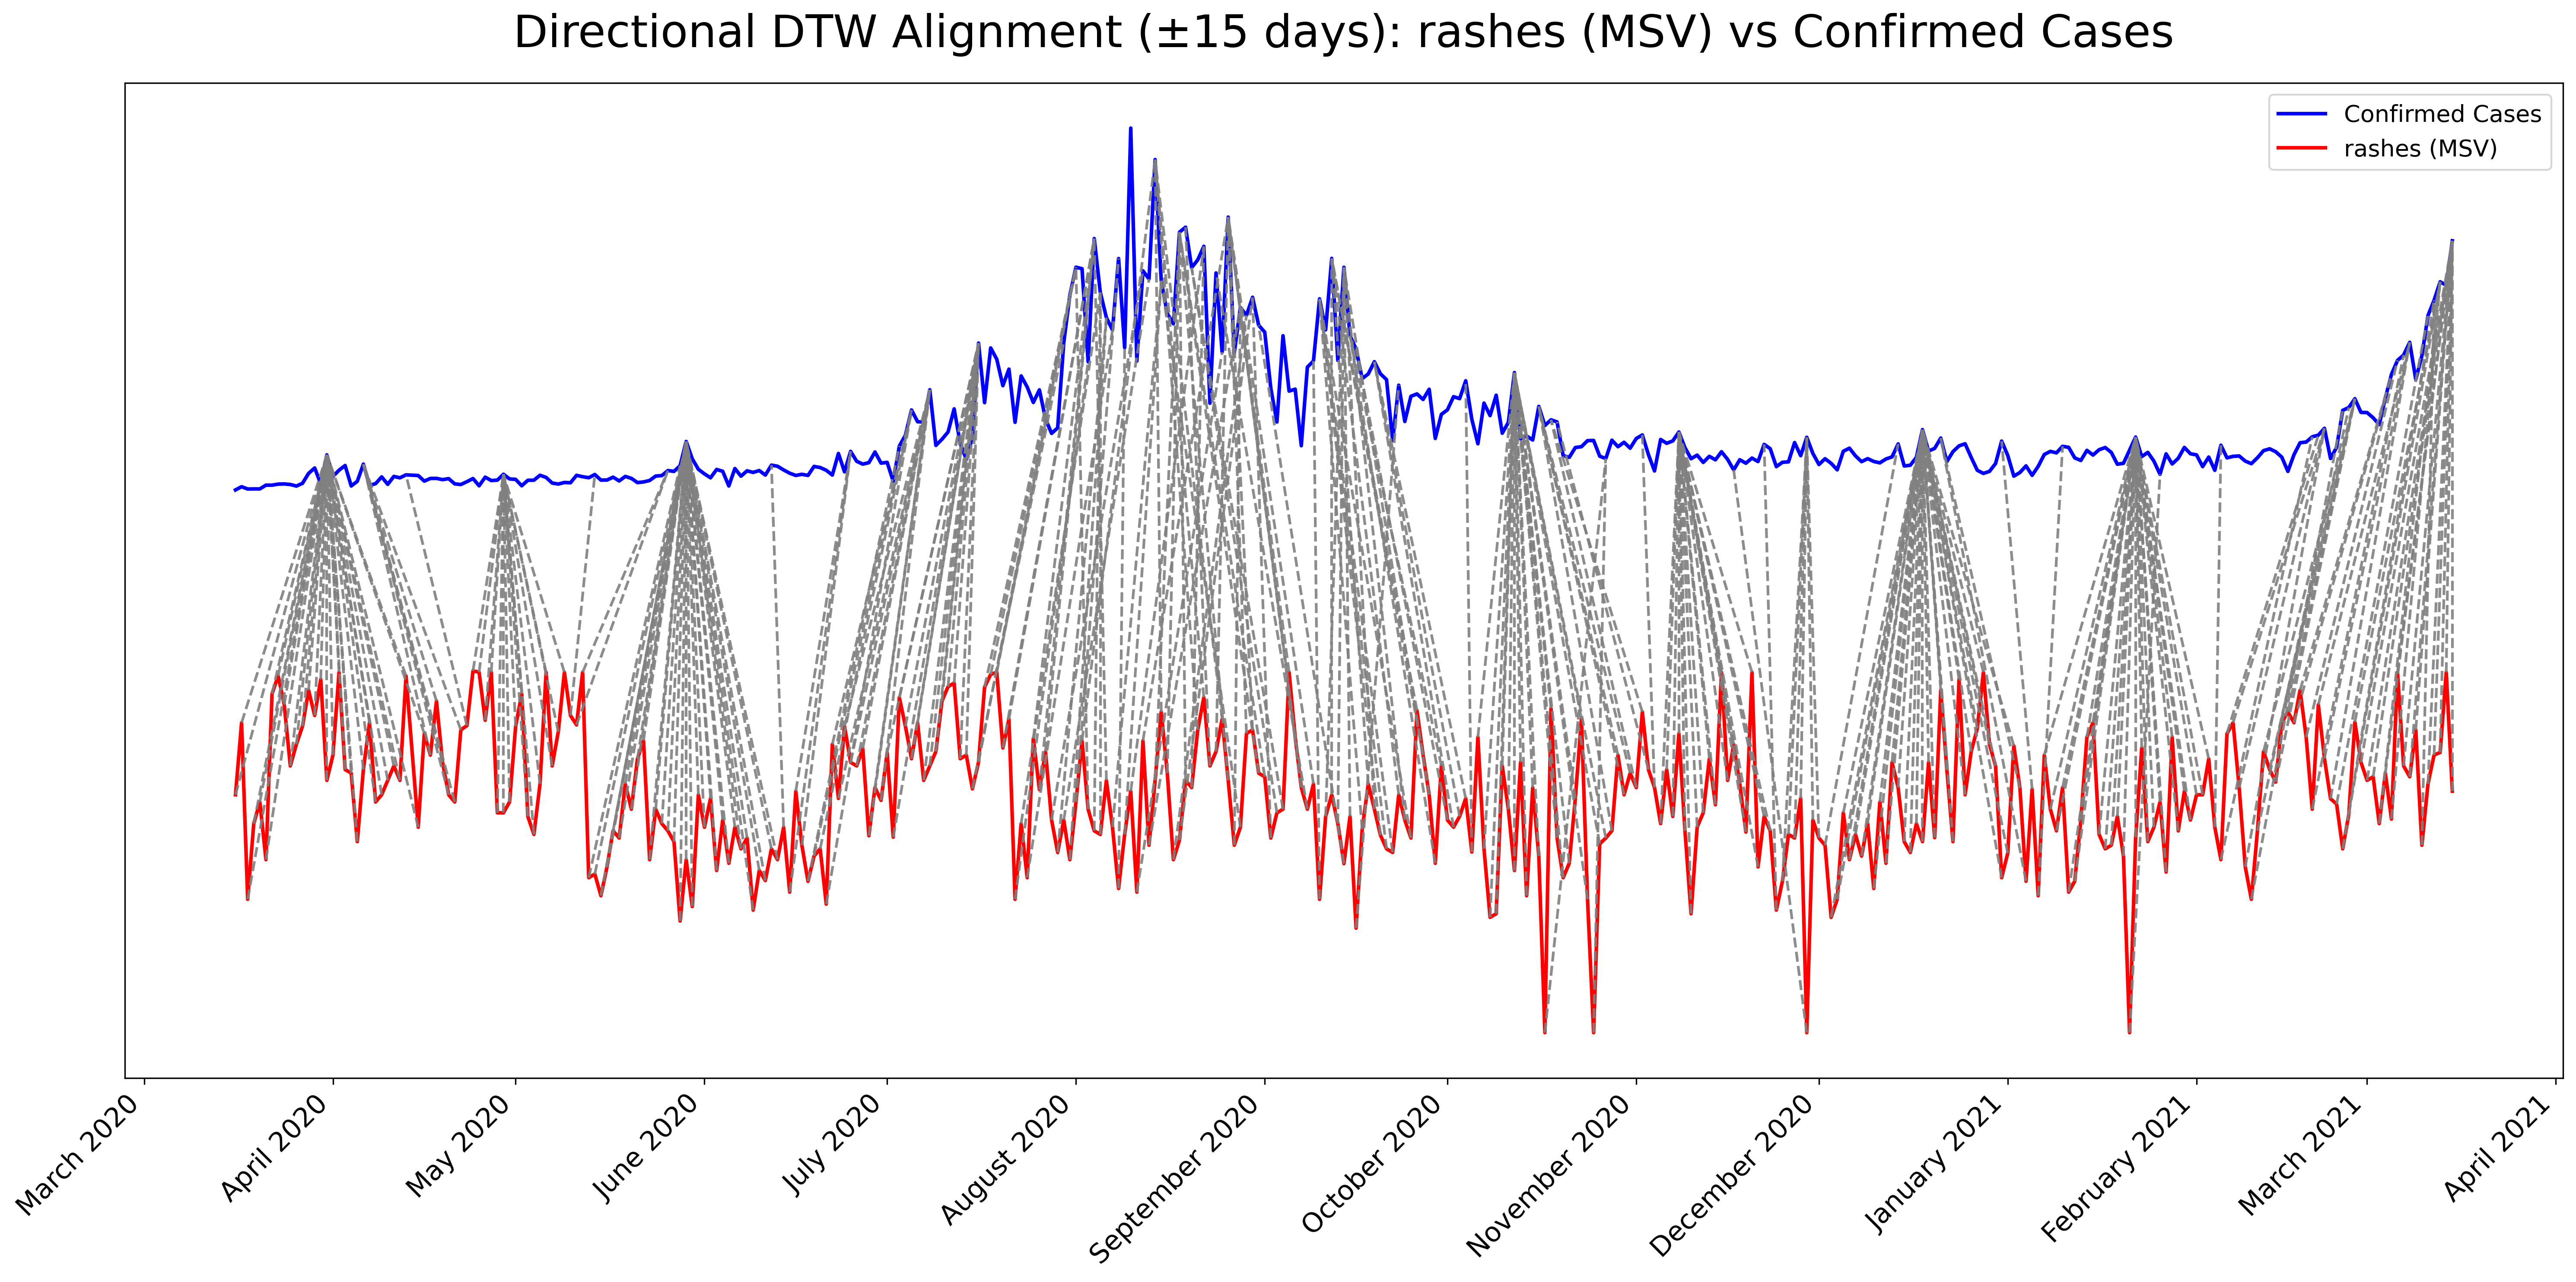 Directional DTW Alignment (±15 days): rashes (MSV) vs Confirmed Cases
Confirmed Cases
rashes (MSV)
March 2020
April 2020
May 2020
June 2020
July 2020
August 2020
September 2020
October 2020
November 2020
December 2020
January 2021
February 2021
March 2021
April 2021